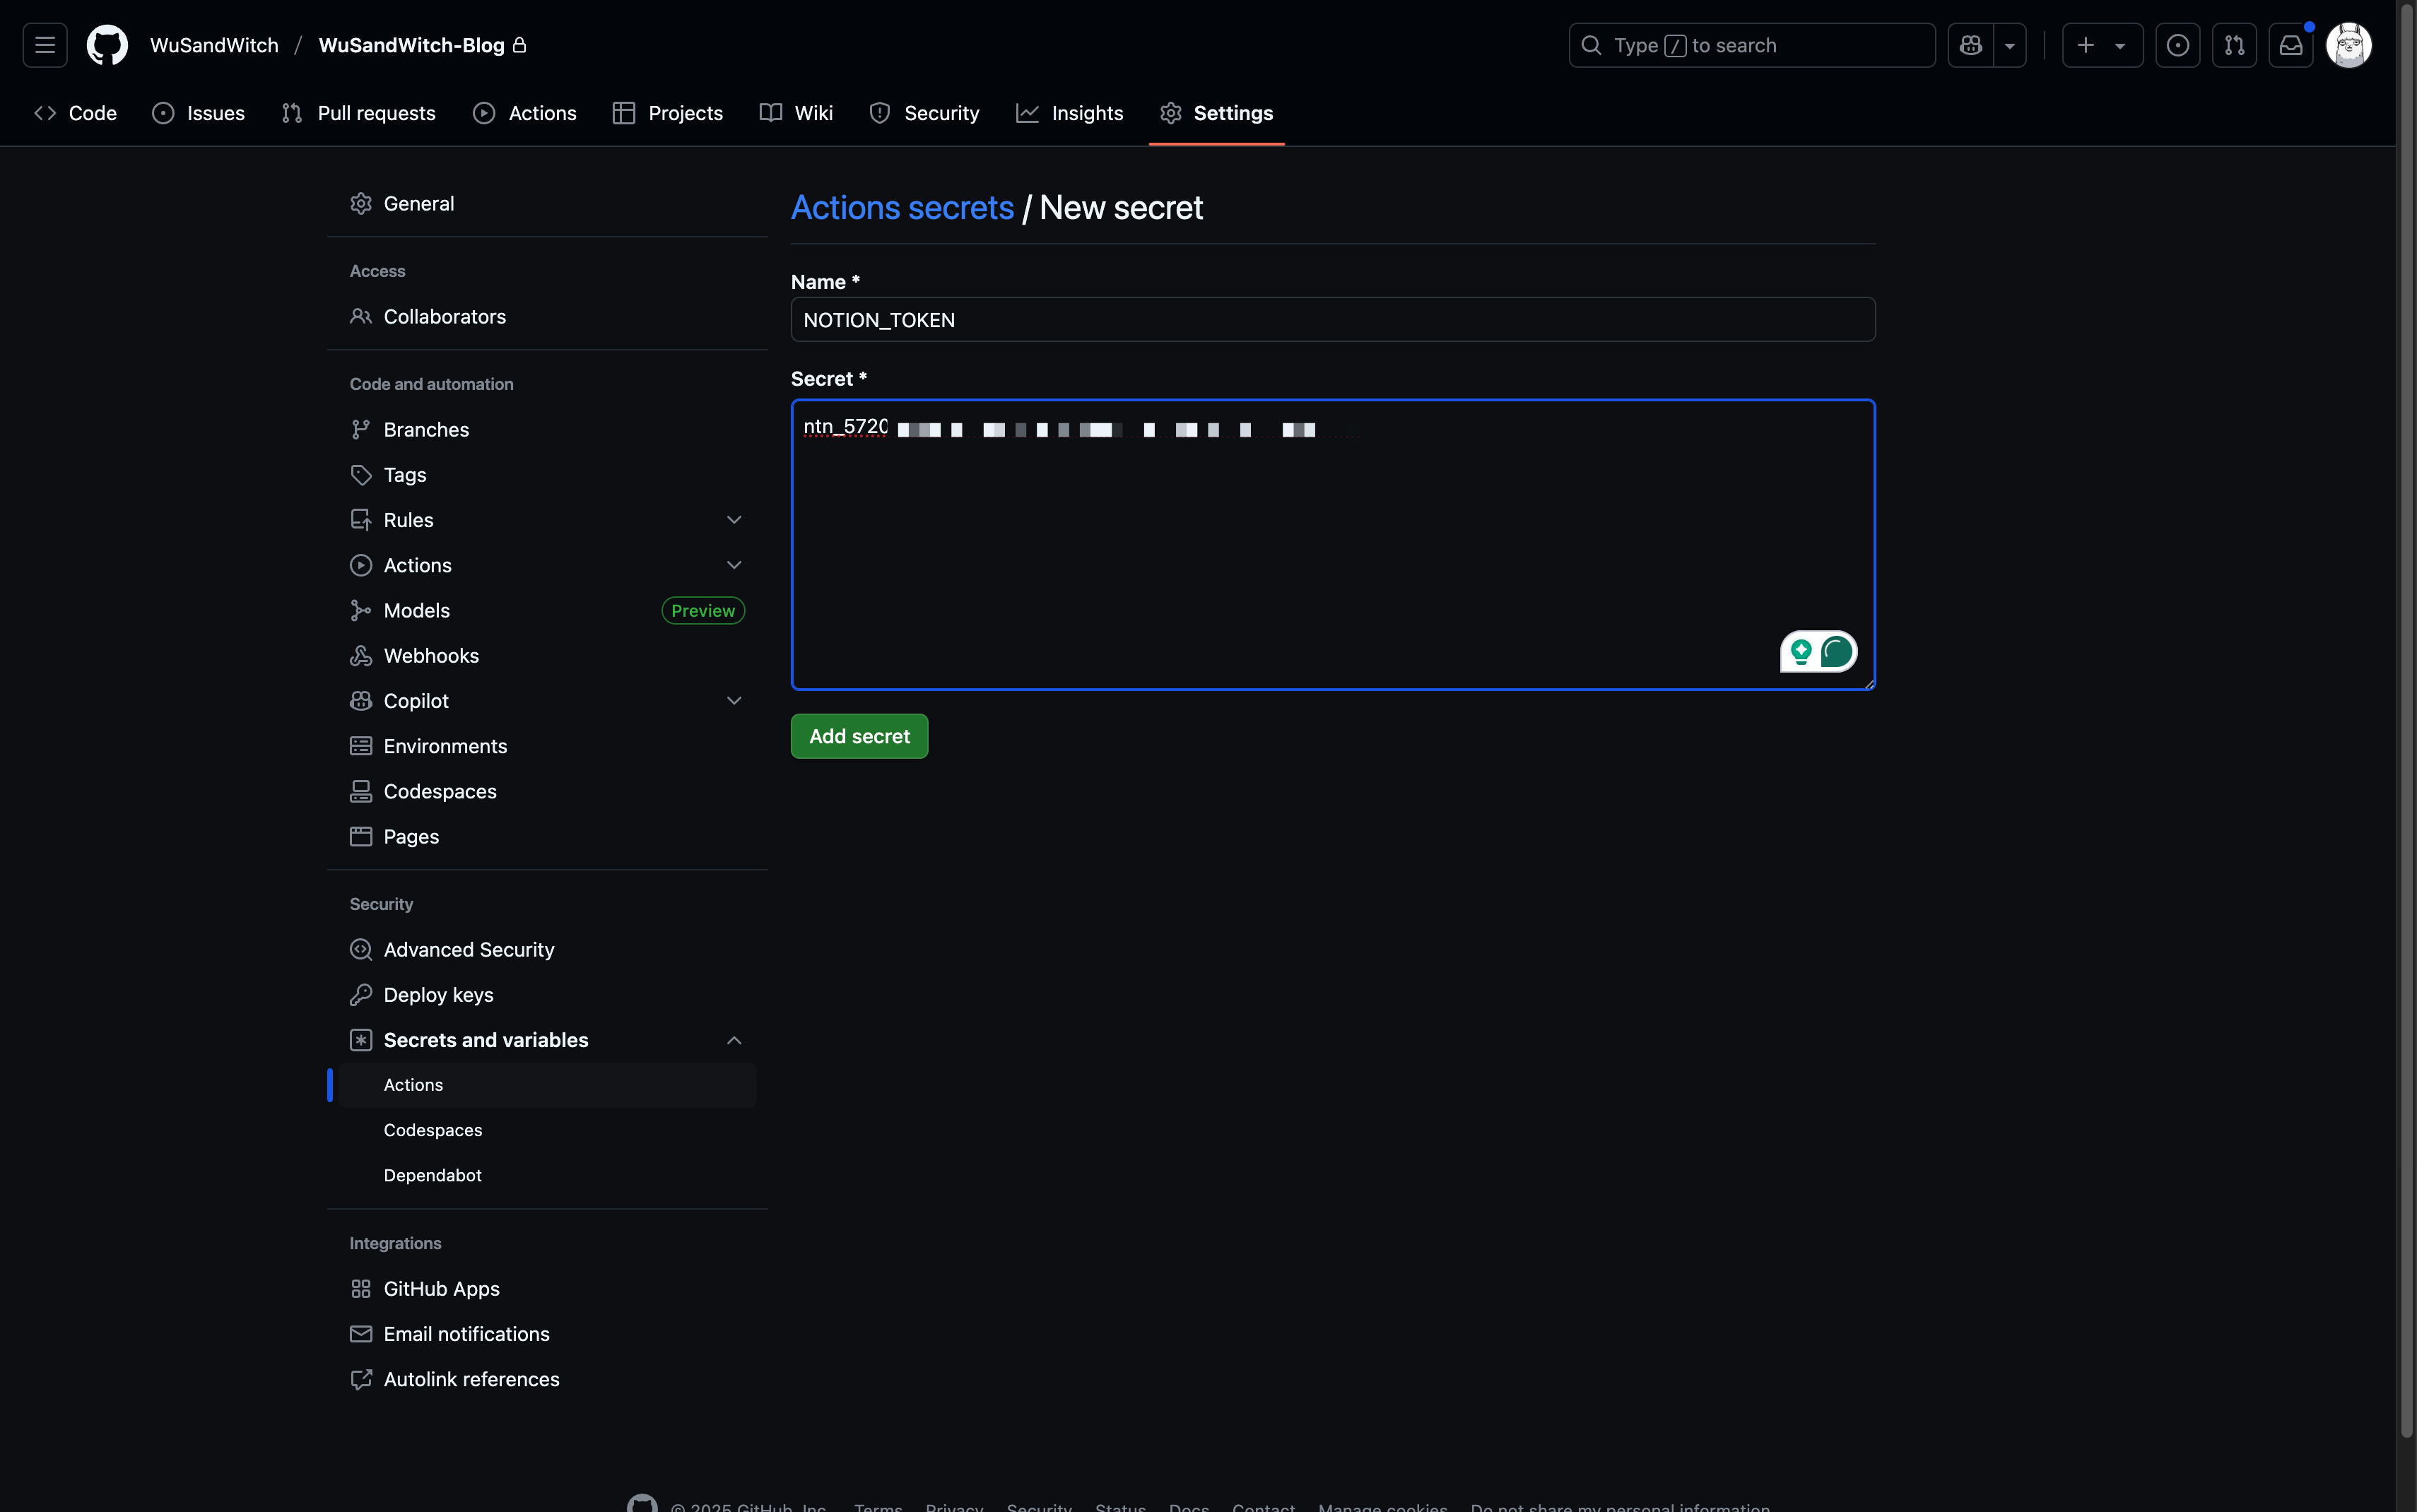 WuSandWitch / WuSandWitch-Blog
Type / to search
Code
Issues
Pull requests
Actions
Projects
Wiki
Security
Insights
Settings
General
Access
Collaborators
Code and automation
Branches
Tags
Rules
Actions
Models Preview
Webhooks
Copilot
Environments
Codespaces
Pages
Security
Advanced Security
Deploy keys
Secrets and variables
Actions
Codespaces
Dependabot
Integrations
GitHub Apps
Email notifications
Autolink references
Actions secrets / New secret
Name *
NOTION_TOKEN
Secret *
ntn_5720
Add secret
© 2025 GitHub, Inc. Terms Privacy Security Status Docs Contact Manage cookies Do not share my personal information